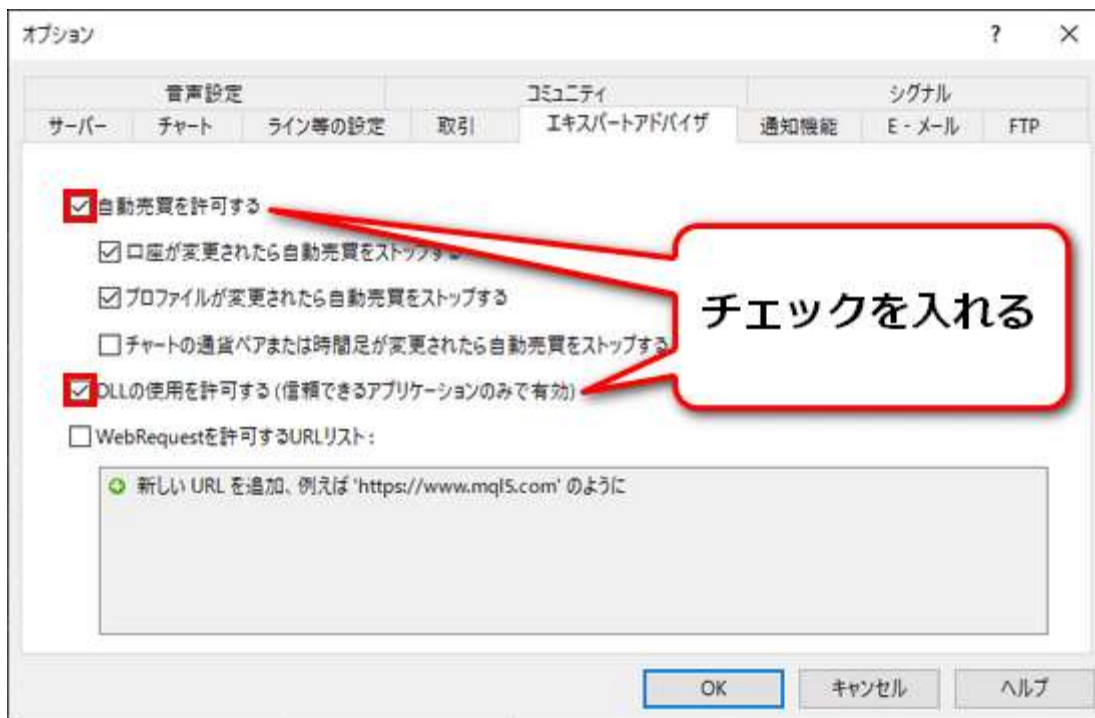 オプション
?
音声設定 コミュニティ シグナル
サーバー チャート ライン等の設定 取引 エキスパートアドバイザ 通知機能 E - メール FTP
自動売買を許可する
口座が変更されたら自動売買をストップする
プロファイルが変更されたら自動売買をストップする
チャートの通貨ペアまたは時間足が変更されたら自動売買をストップする
DLLの使用を許可する (信頼できるアプリケーションのみで有効)
チェックを入れる
WebRequestを許可するURLリスト:
新しい URL を追加、例えば 'https://www.mql5.com' のように
OK キャンセル ヘルプ